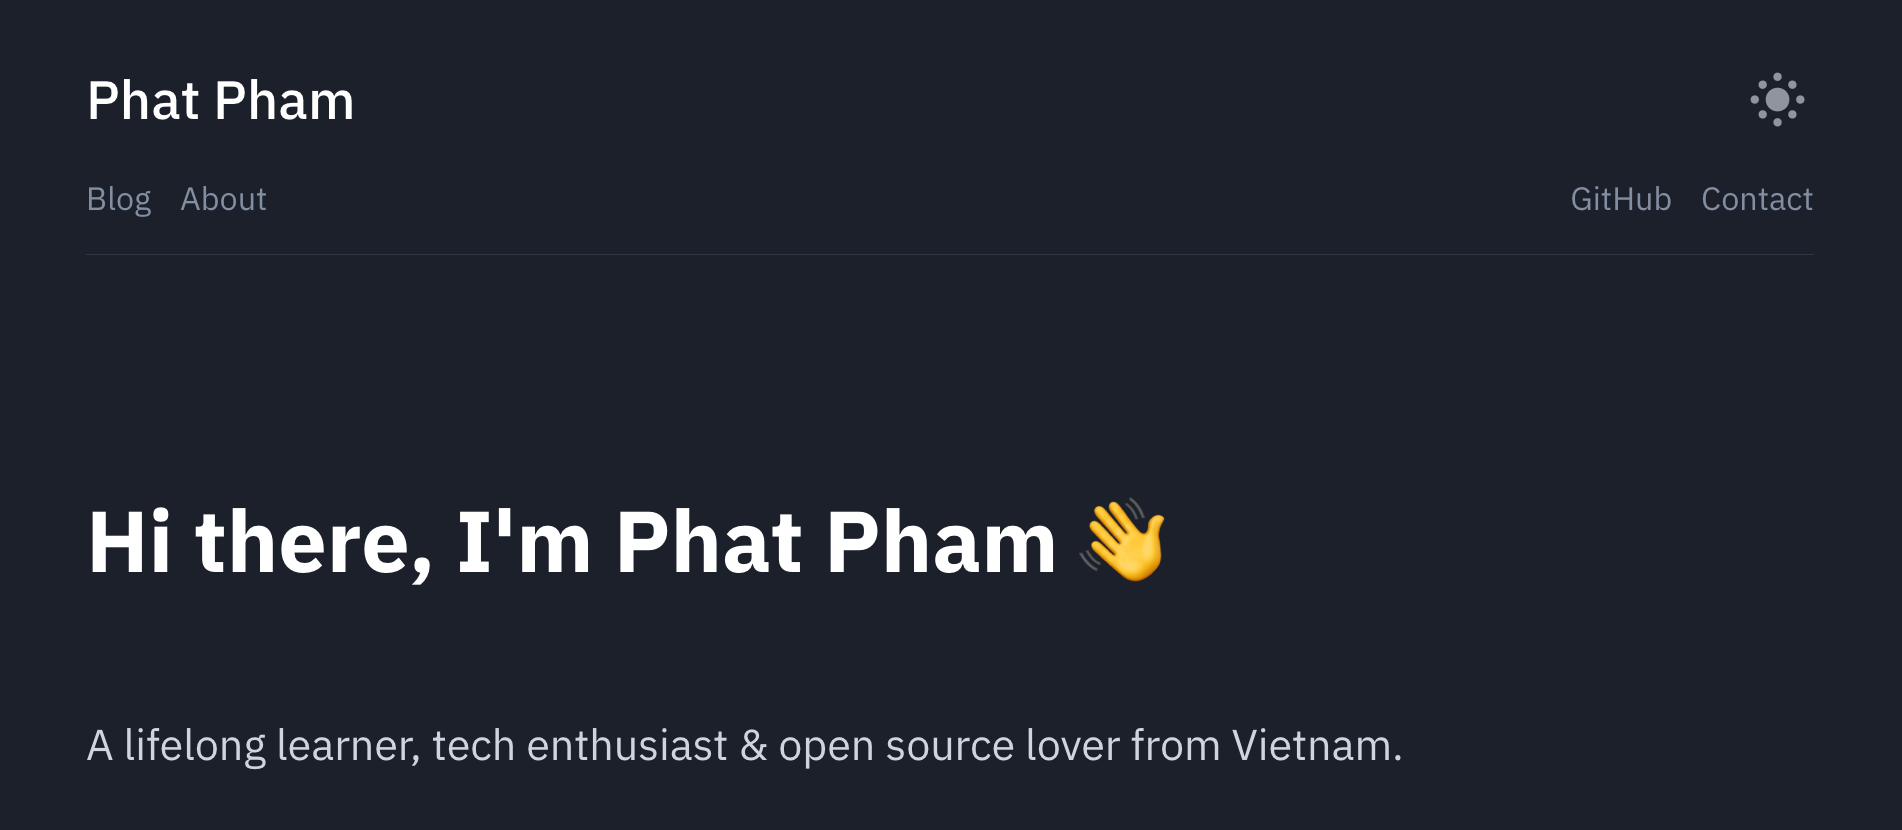 Phat Pham
Blog About GitHub Contact
Hi there, I'm Phat Pham 👋
A lifelong learner, tech enthusiast & open source lover from Vietnam.